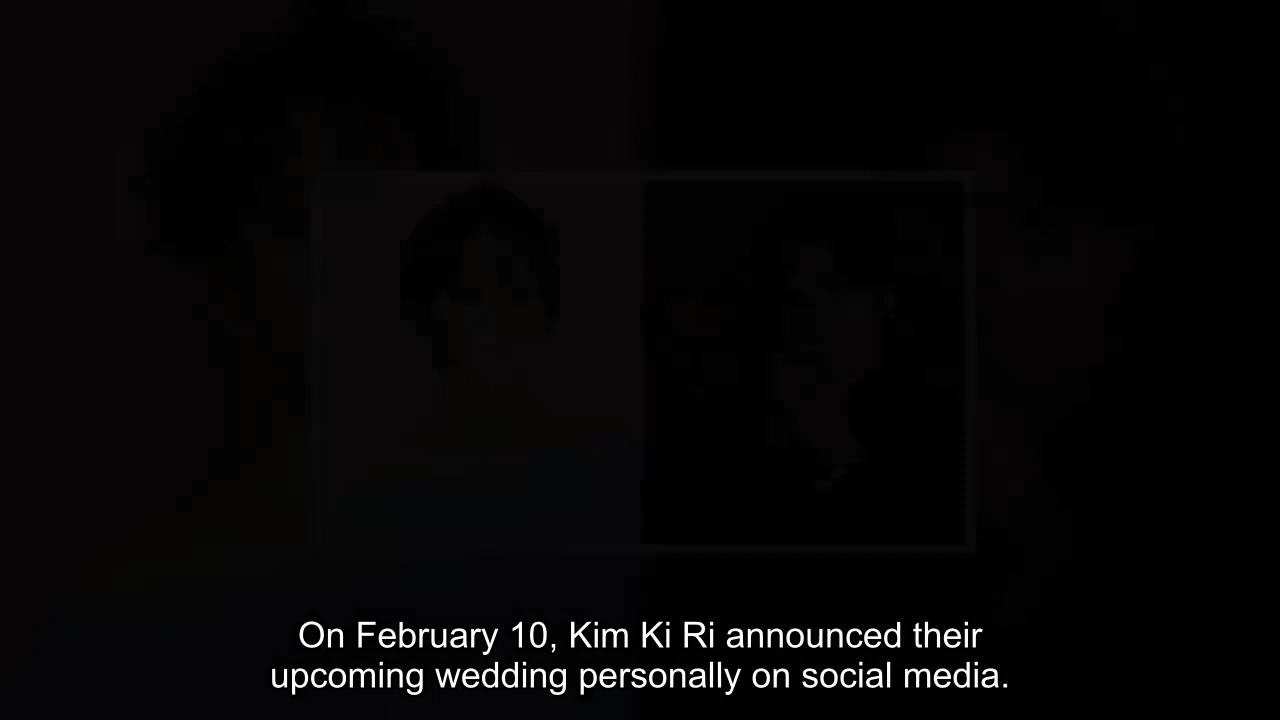 On February 10, Kim Ki Ri announced their
upcoming wedding personally on social media.